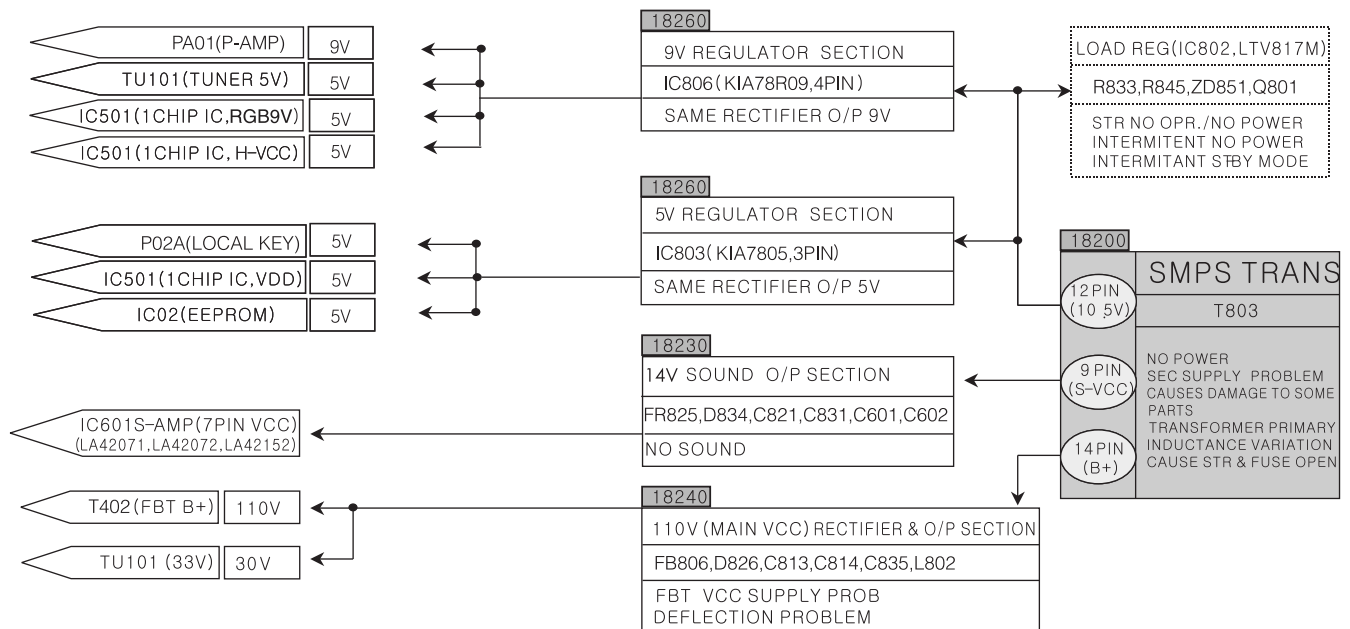 PA01(P-AMP) 9V
TU101(TUNER 5V) 5V
IC501(1CHIP IC,RGB9V) 5V
IC501(1CHIP IC, H-VCC) 5V
18260
9V REGULATOR SECTION
IC806(KIA78R09,4PIN)
SAME RECTIFIER O/P 9V
LOAD REG(IC802,LTV817M)
R833,R845,ZD851,Q801
STR NO OPR./NO POWER
INTERMITENT NO POWER
INTERMITANT STBY MODE
P02A(LOCAL KEY) 5V
IC501(1CHIP IC,VDD) 5V
IC02(EEPROM) 5V
18260
5V REGULATOR SECTION
IC803(KIA7805,3PIN)
SAME RECTIFIER O/P 5V
18200
12PIN
(10.5V)
9 PIN
(S-VCC)
14PIN
(B+)
SMPS TRANS
T803
NO POWER
SEC SUPPLY PROBLEM
CAUSES DAMAGE TO SOME
PARTS
TRANSFORMER PRIMARY
INDUCTANCE VARIATION
CAUSE STR & FUSE OPEN
IC601S-AMP(7PIN VCC)
(LA42071,LA42072,LA42152)
18230
14V SOUND O/P SECTION
FR825,D834,C821,C831,C601,C602
NO SOUND
T402(FBT B+) 110V
TU101 (33V) 30V
18240
110V (MAIN VCC) RECTIFIER & O/P SECTION
FB806,D826,C813,C814,C835,L802
FBT VCC SUPPLY PROB
DEFLECTION PROBLEM